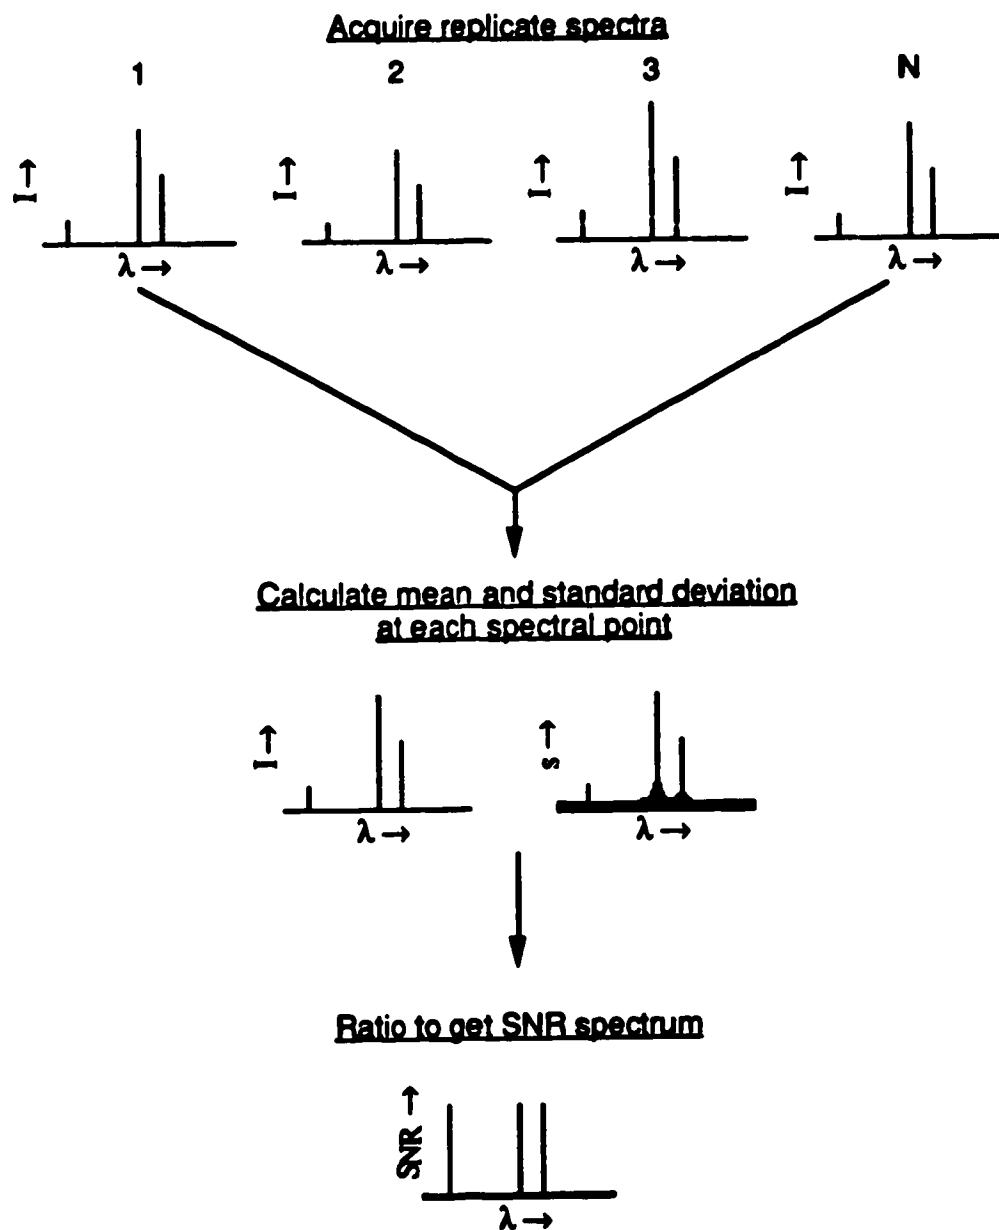 Acquire replicate spectra
1 2 3 N
I→ I→ I→ I→
λ→ λ→ λ→ λ→
Calculate mean and standard deviation
at each spectral point
I→ s→
λ→ λ→
Ratio to get SNR spectrum
SNR →
λ→